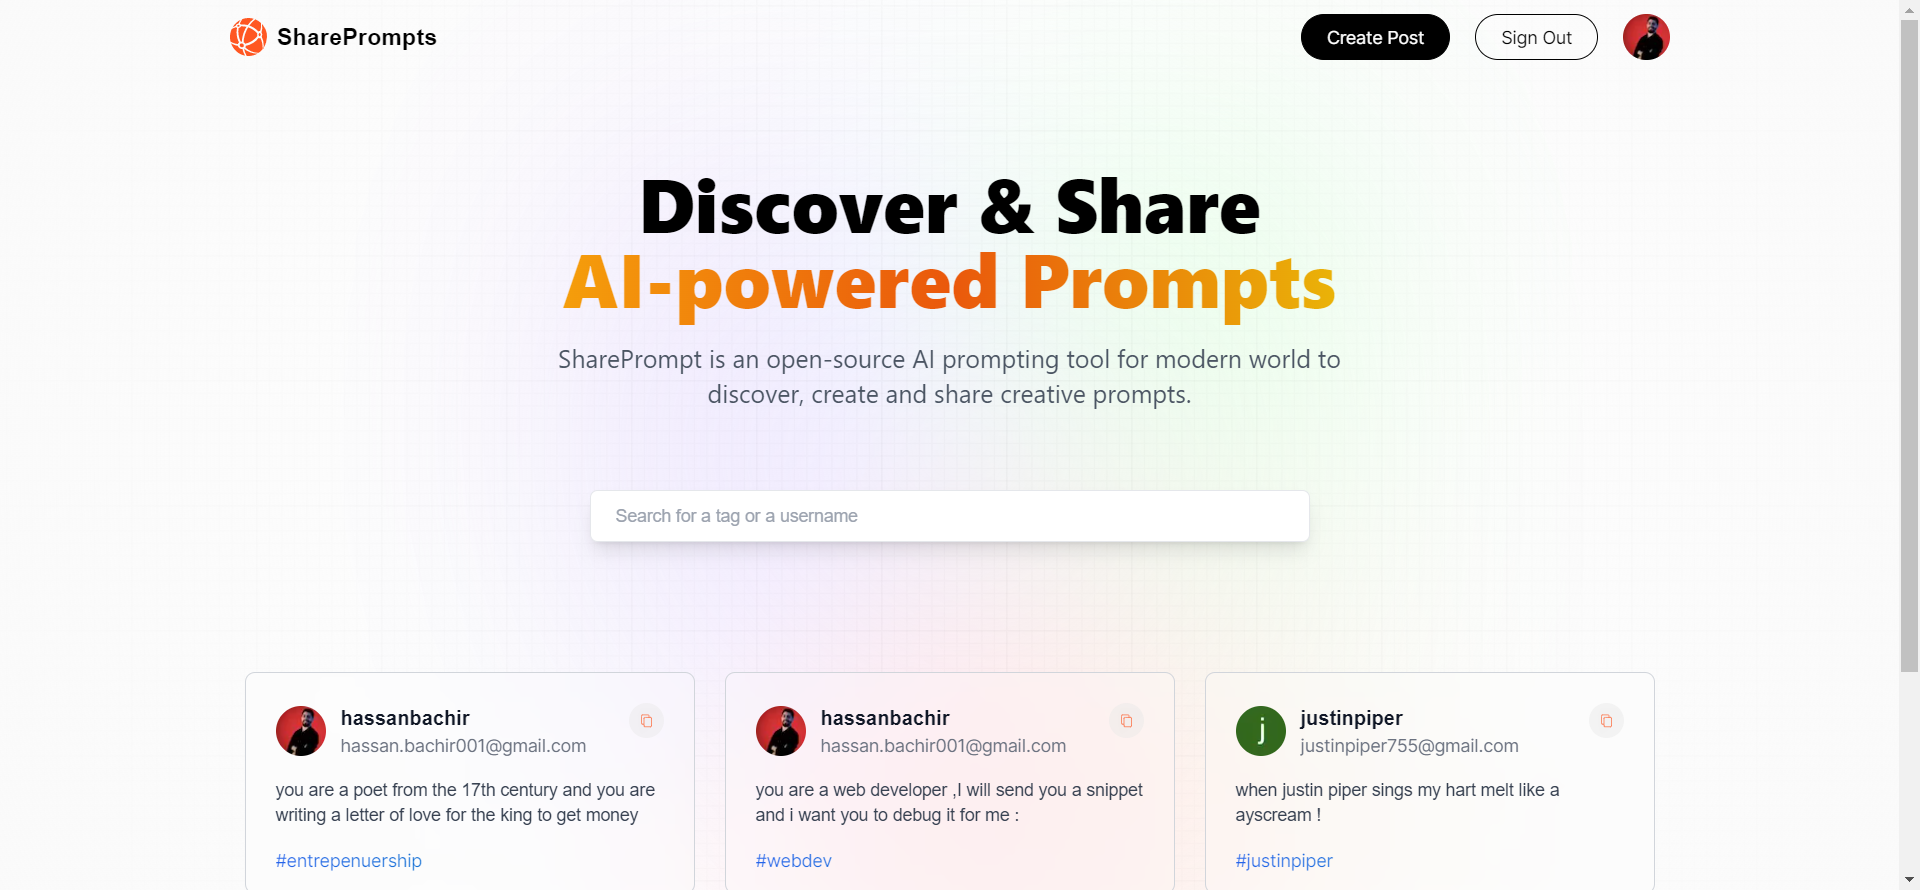 SharePrompts
Create Post
Sign Out
Discover & Share
AI-powered Prompts
SharePrompt is an open-source AI prompting tool for modern world to
discover, create and share creative prompts.
Search for a tag or a username
hassanbachir
hassan.bachir001@gmail.com
you are a poet from the 17th century and you are
writing a letter of love for the king to get money
#entrepenuership
hassanbachir
hassan.bachir001@gmail.com
you are a web developer ,I will send you a snippet
and i want you to debug it for me :
#webdev
j
justinpiper
justinpiper755@gmail.com
when justin piper sings my hart melt like a
ayscream !
#justinpiper